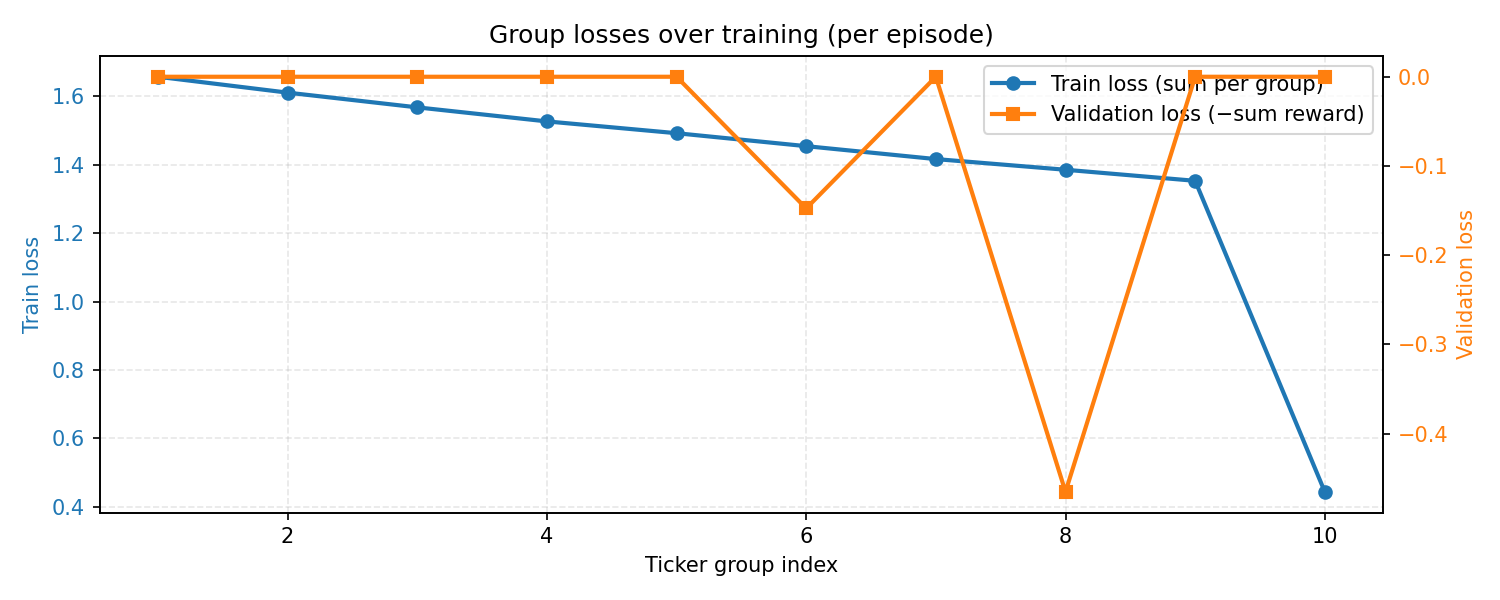 Group losses over training (per episode)
Train loss (sum per group)
Validation loss (−sum reward)
Train loss
1.6
1.4
1.2
1.0
0.8
0.6
0.4
0.0
−0.1
−0.2
−0.3
−0.4
Validation loss
2
4
6
8
10
Ticker group index